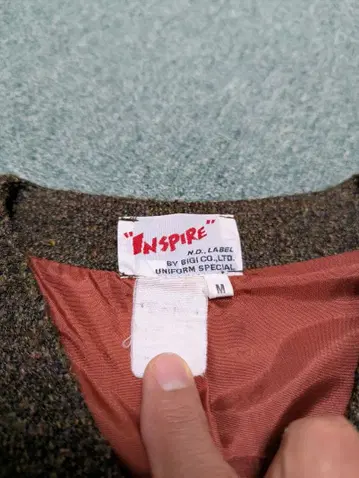 "INSPIRE"
N.D., LABEL
BY BIGI CO., LTD.
UNIFORM SPECIAL
M